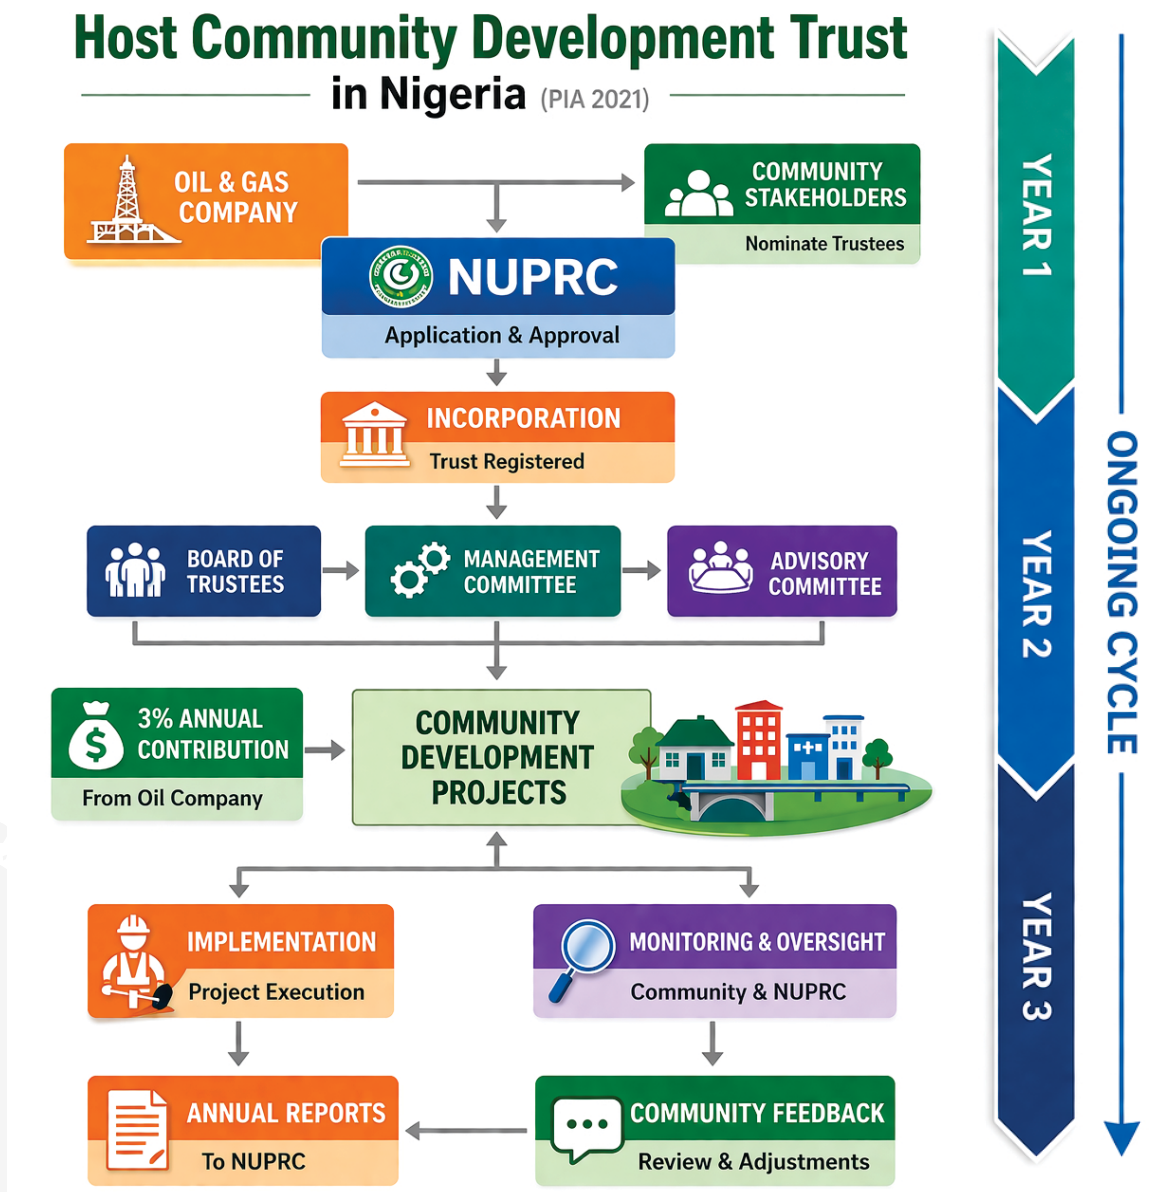 Host Community Development Trust
in Nigeria (PIA 2021)
OIL & GAS
COMPANY
COMMUNITY
STAKEHOLDERS
Nominate Trustees
NUPRC
Application & Approval
INCORPORATION
Trust Registered
BOARD OF
TRUSTEES
MANAGEMENT
COMMITTEE
ADVISORY
COMMITTEE
3% ANNUAL
CONTRIBUTION
From Oil Company
$
COMMUNITY
DEVELOPMENT
PROJECTS
IMPLEMENTATION
Project Execution
MONITORING & OVERSIGHT
Community & NUPRC
ANNUAL REPORTS
To NUPRC
COMMUNITY FEEDBACK
Review & Adjustments
YEAR 1
YEAR 2
YEAR 3
ONGOING CYCLE